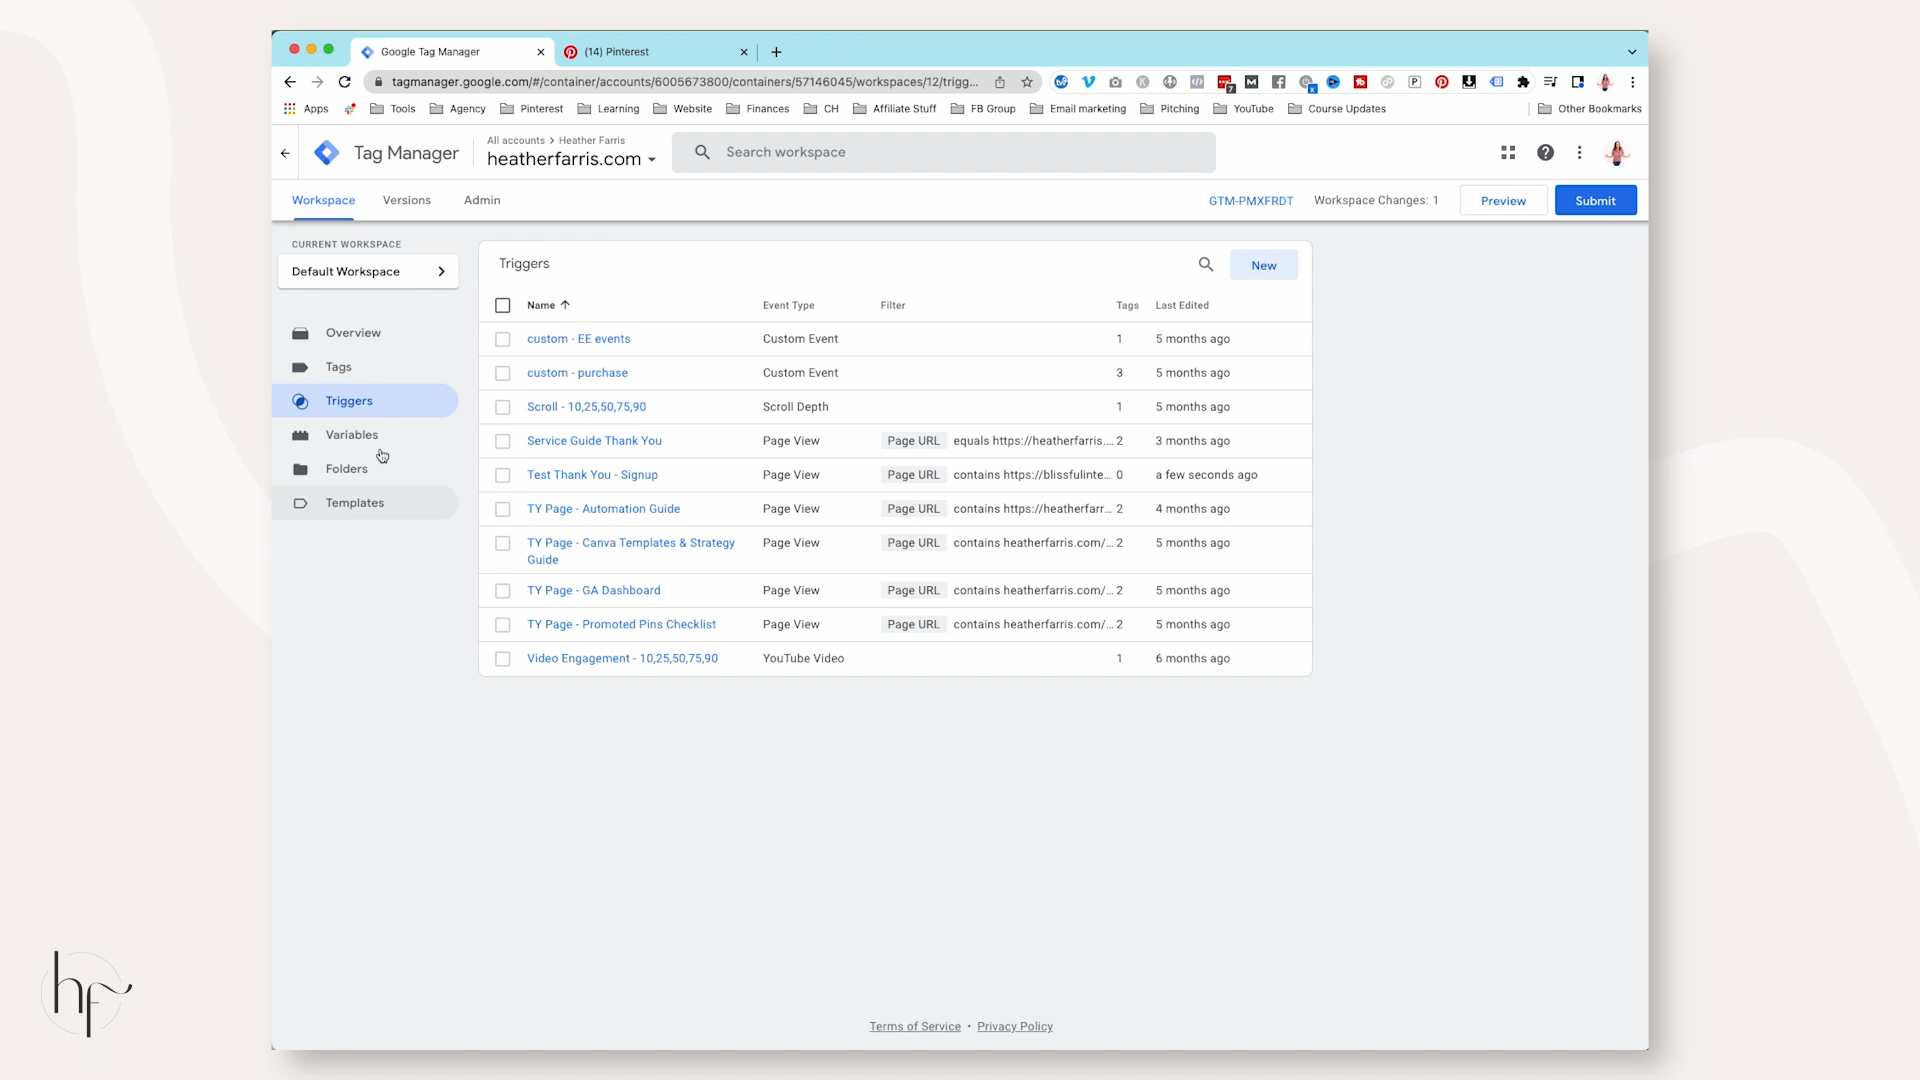 Google Tag Manager
(14) Pinterest
tagmanager.google.com/#/container/accounts/6005673800/containers/57146045/workspaces/12/trigg...
Apps Tools Agency Pinterest Learning Website Finances CH Affiliate Stuff FB Group Email marketing Pitching YouTube Course Updates Other Bookmarks
Tag Manager
All accounts > Heather Farris
heatherfarris.com
Search workspace
Workspace Versions Admin
GTM-PMXFRDT Workspace Changes: 1 Preview Submit
CURRENT WORKSPACE
Default Workspace
Overview
Tags
Triggers
Variables
Folders
Templates
Triggers
New
Name Event Type Filter Tags Last Edited
custom - EE events Custom Event 1 5 months ago
custom - purchase Custom Event 3 5 months ago
Scroll - 10,25,50,75,90 Scroll Depth 1 5 months ago
Service Guide Thank You Page View Page URL equals https://heatherfarris.... 2 3 months ago
Test Thank You - Signup Page View Page URL contains https://blissfulinte... 0 a few seconds ago
TY Page - Automation Guide Page View Page URL contains https://heatherfarr... 2 4 months ago
TY Page - Canva Templates & Strategy Page View Page URL contains heatherfarris.com/... 2 5 months ago
Guide
TY Page - GA Dashboard Page View Page URL contains heatherfarris.com/... 2 5 months ago
TY Page - Promoted Pins Checklist Page View Page URL contains heatherfarris.com/... 2 5 months ago
Video Engagement - 10,25,50,75,90 YouTube Video 1 6 months ago
Terms of Service • Privacy Policy
hf